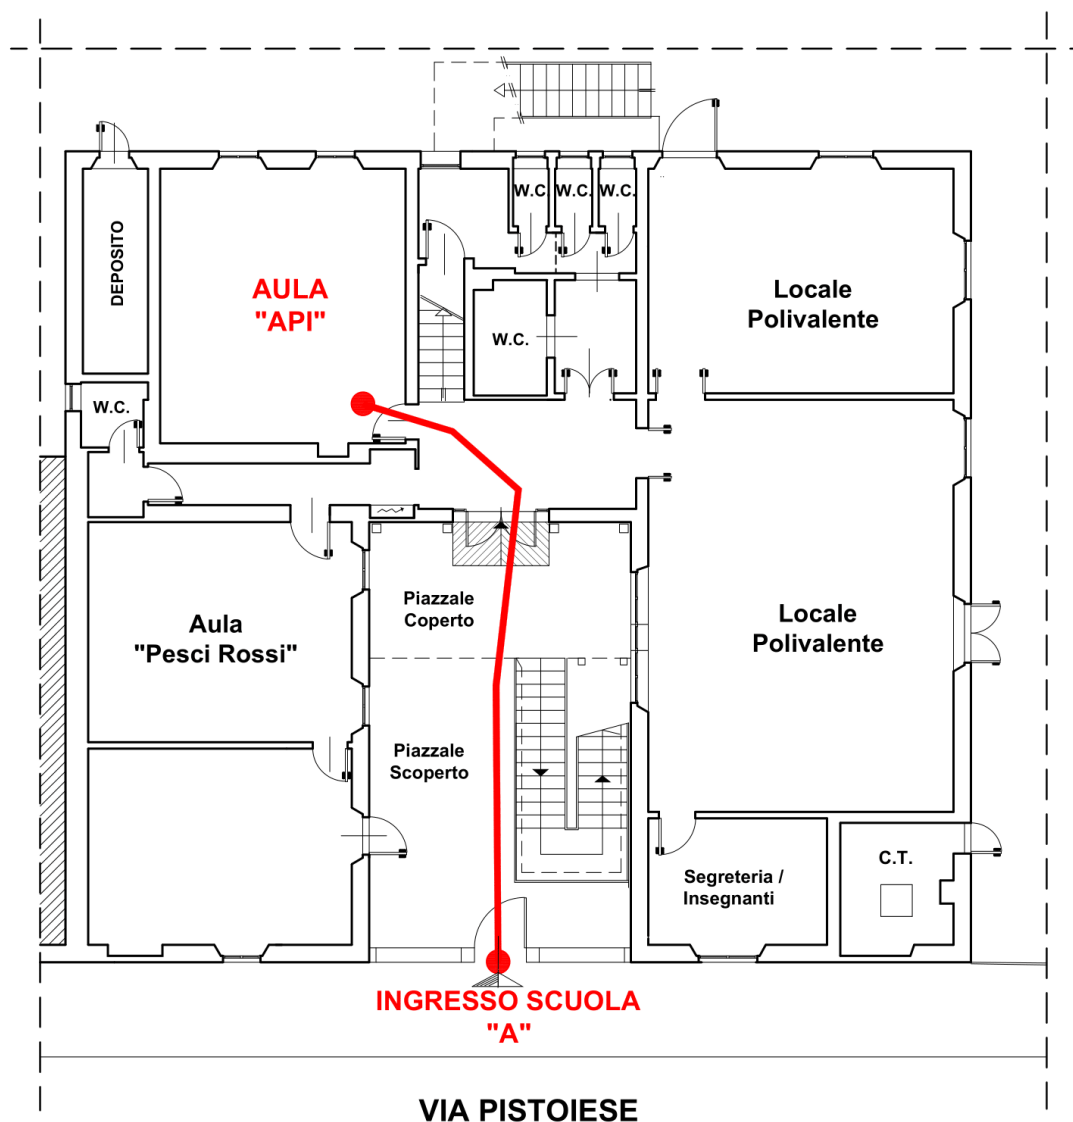 W.C.
W.C.
W.C.
DEPOSITO
AULA
"API"
Locale
Polivalente
W.C.
W.C.
Piazzale
Coperto
Aula
"Pesci Rossi"
Locale
Polivalente
Piazzale
Scoperto
Segreteria /
Insegnanti
C.T.
INGRESSO SCUOLA
"A"
VIA PISTOIESE